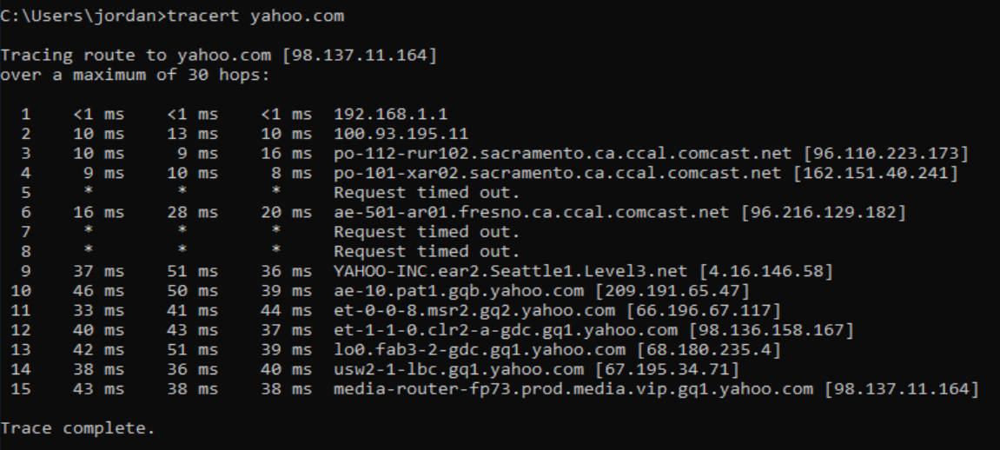 C:\Users\jordan>tracert yahoo.com
Tracing route to yahoo.com [98.137.11.164]
over a maximum of 30 hops:
1 <1 ms <1 ms <1 ms 192.168.1.1
2 10 ms 13 ms 10 ms 100.93.195.11
3 10 ms 9 ms 16 ms po-112-rur102.sacramento.ca.ccal.comcast.net [96.110.223.173]
4 9 ms 10 ms 8 ms po-101-xar02.sacramento.ca.ccal.comcast.net [162.151.40.241]
5 * * * Request timed out.
6 16 ms 28 ms 20 ms ae-501-ar01.fresno.ca.ccal.comcast.net [96.216.129.182]
7 * * * Request timed out.
8 * * * Request timed out.
9 37 ms 51 ms 36 ms YAHOO-INC.ear2.Seattle1.Level3.net [4.16.146.58]
10 46 ms 50 ms 39 ms ae-10.pat1.gqb.yahoo.com [209.191.65.47]
11 33 ms 41 ms 44 ms et-0-0-8.msr2.gq2.yahoo.com [66.196.67.117]
12 40 ms 43 ms 37 ms et-1-1-0.clr2-a-gdc.gq1.yahoo.com [98.136.158.167]
13 42 ms 51 ms 39 ms lo0.fab3-2-gdc.gq1.yahoo.com [68.180.235.4]
14 38 ms 36 ms 40 ms usw2-1-lbc.gq1.yahoo.com [67.195.34.71]
15 43 ms 38 ms 38 ms media-router-fp73.prod.media.vip.gq1.yahoo.com [98.137.11.164]
Trace complete.